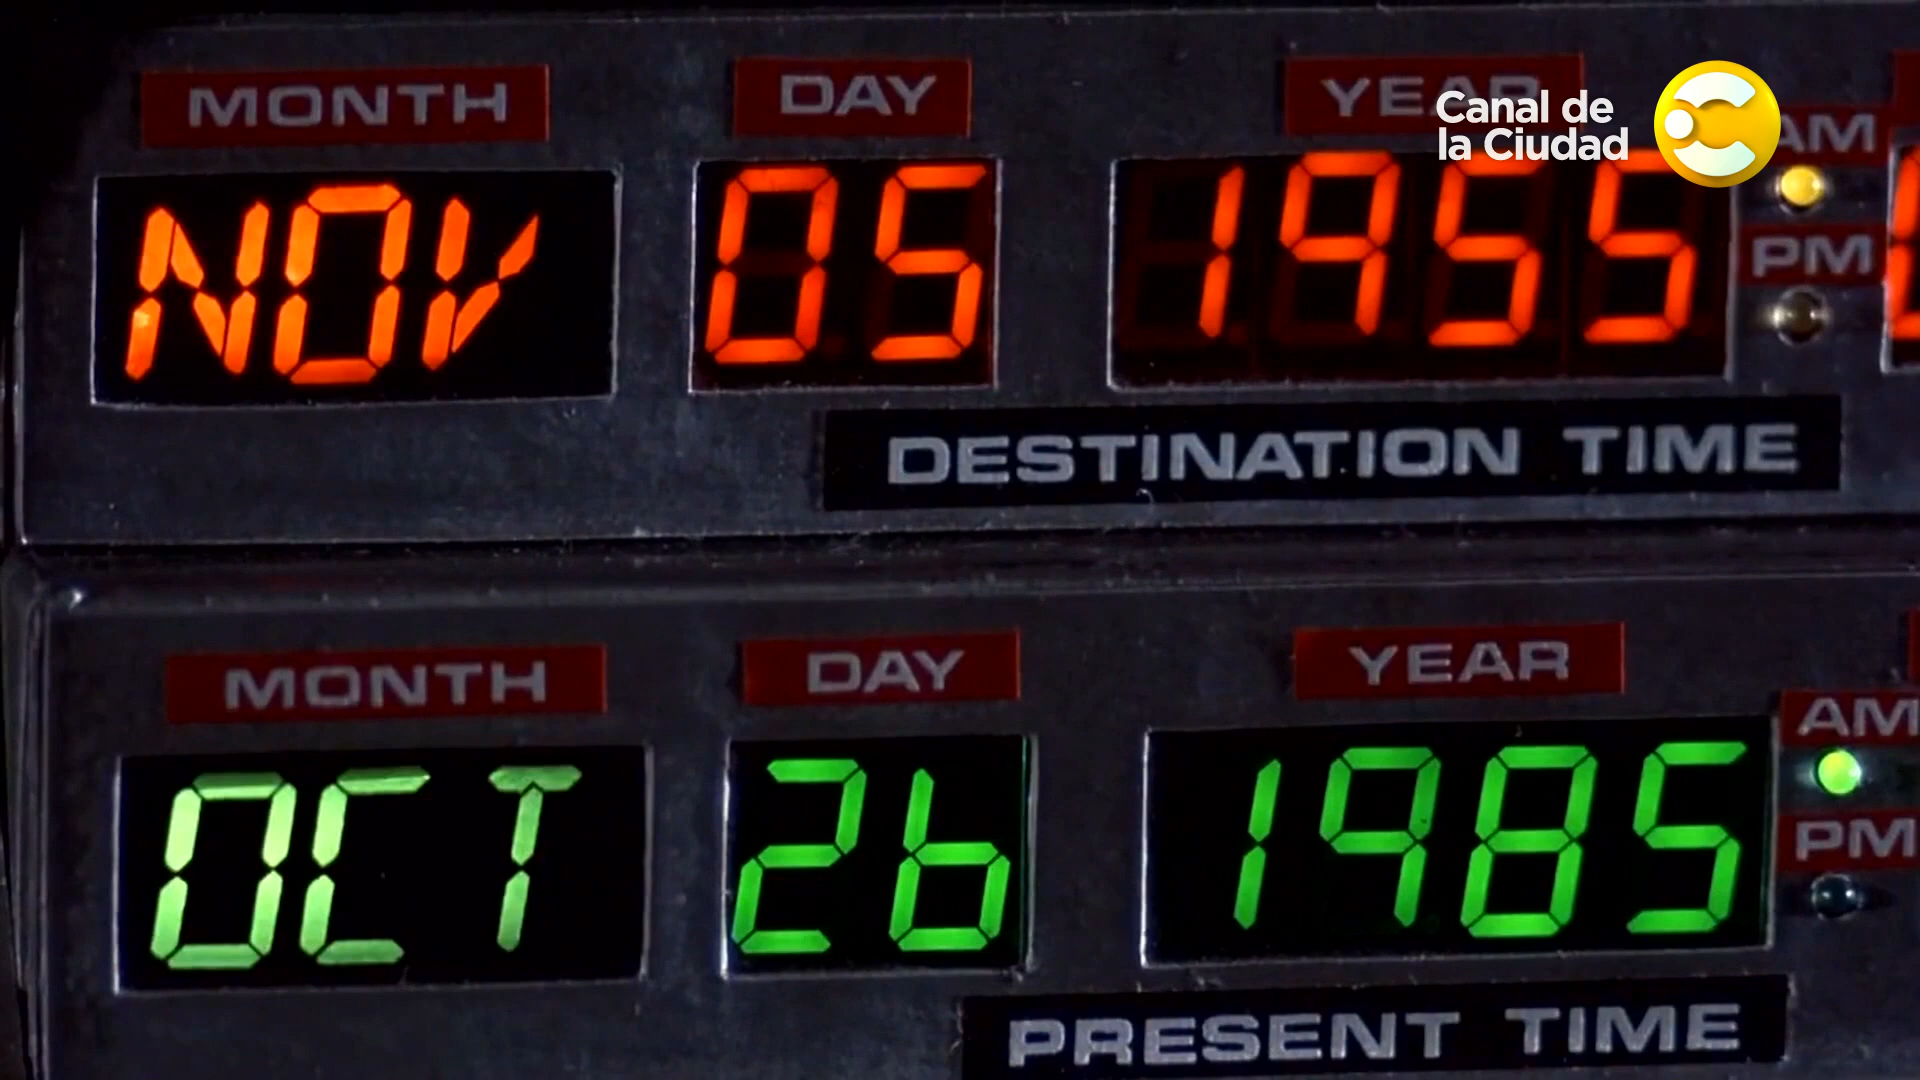 MONTH DAY YEAR
Canal de
la Ciudad
AM
NOV 05 1955
PM
DESTINATION TIME
MONTH DAY YEAR
AM
OCT 26 1985
PM
PRESENT TIME